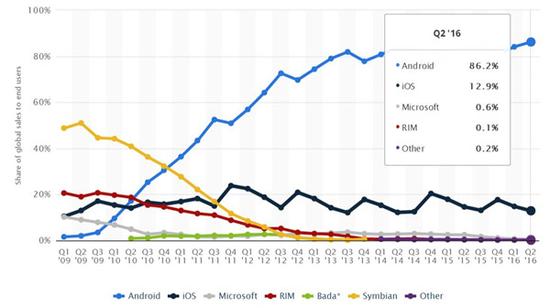 100%
80%
60%
40%
20%
0%
Share of global sales to end users
Q2 '16
Android 86.2%
iOS 12.9%
Microsoft 0.6%
RIM 0.1%
Other 0.2%
Q1 Q2 Q3 Q4 Q1 Q2 Q3 Q4 Q1 Q2 Q3 Q4 Q1 Q2 Q3 Q4 Q1 Q2 Q3 Q4 Q1 Q2 Q3 Q4 Q1 Q2 Q3 Q4 Q1 Q2
'09 '09 '09 '09 '10 '10 '10 '10 '11 '11 '11 '11 '12 '12 '12 '12 '13 '13 '13 '13 '14 '14 '14 '14 '15 '15 '15 '15 '16 '16
Android iOS Microsoft RIM Bada* Symbian Other